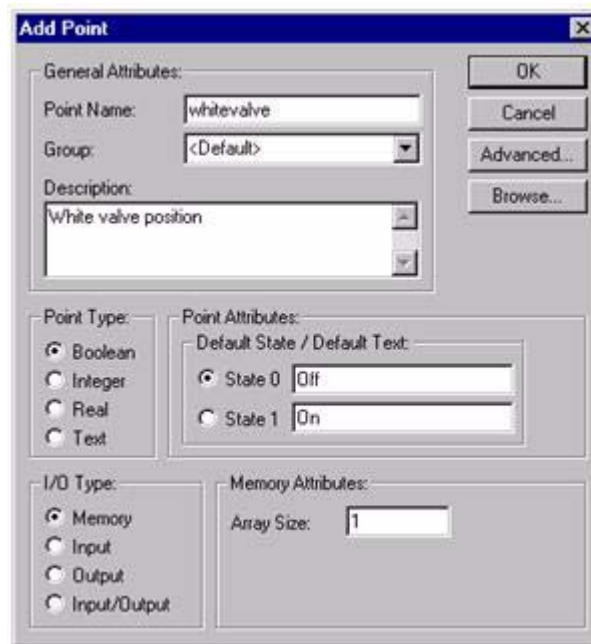 Add Point
General Attributes:
Point Name: whitevalve
Group: <Default>
Description:
White valve position
OK
Cancel
Advanced...
Browse...
Point Type:
Boolean
Integer
Real
Text
Point Attributes:
Default State / Default Text:
State 0 Off
State 1 On
I/O Type:
Memory
Input
Output
Input/Output
Memory Attributes:
Array Size: 1